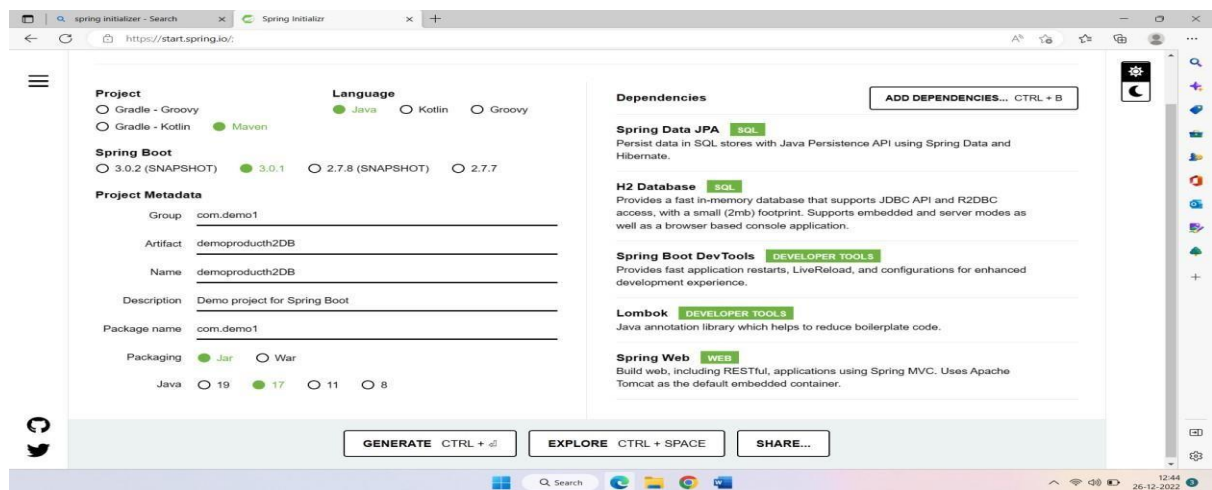 spring initializer - Search
Spring Initializr
https://start.spring.io/:
Project
Gradle - Groovy
Gradle - Kotlin
Maven
Language
Java
Kotlin
Groovy
Spring Boot
3.0.2 (SNAPSHOT)
3.0.1
2.7.8 (SNAPSHOT)
2.7.7
Project Metadata
Group com.demo1
Artifact demoproducth2DB
Name demoproducth2DB
Description Demo project for Spring Boot
Package name com.demo1
Packaging Jar War
Java 19 17 11 8
Dependencies
ADD DEPENDENCIES... CTRL + B
Spring Data JPA SQL
Persist data in SQL stores with Java Persistence API using Spring Data and
Hibernate.
H2 Database SQL
Provides a fast in-memory database that supports JDBC API and R2DBC
access, with a small (2mb) footprint. Supports embedded and server modes as
well as a browser based console application.
Spring Boot DevTools DEVELOPER TOOLS
Provides fast application restarts, LiveReload, and configurations for enhanced
development experience.
Lombok DEVELOPER TOOLS
Java annotation library which helps to reduce boilerplate code.
Spring Web WEB
Build web, including RESTful, applications using Spring MVC. Uses Apache
Tomcat as the default embedded container.
GENERATE CTRL + ⏎
EXPLORE CTRL + SPACE
SHARE...
Search
12:44
26-12-2022
3